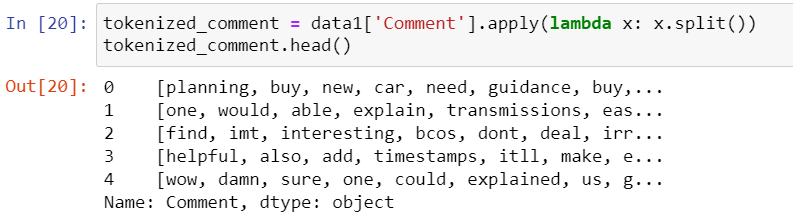 In [20]: tokenized_comment = data1['Comment'].apply(lambda x: x.split())
tokenized_comment.head()
Out[20]: 0 [planning, buy, new, car, need, guidance, buy,...
1 [one, would, able, explain, transmissions, eas...
2 [find, imt, interesting, bcos, dont, deal, irr...
3 [helpful, also, add, timestamps, itll, make, e...
4 [wow, damn, sure, one, could, explained, us, g...
Name: Comment, dtype: object